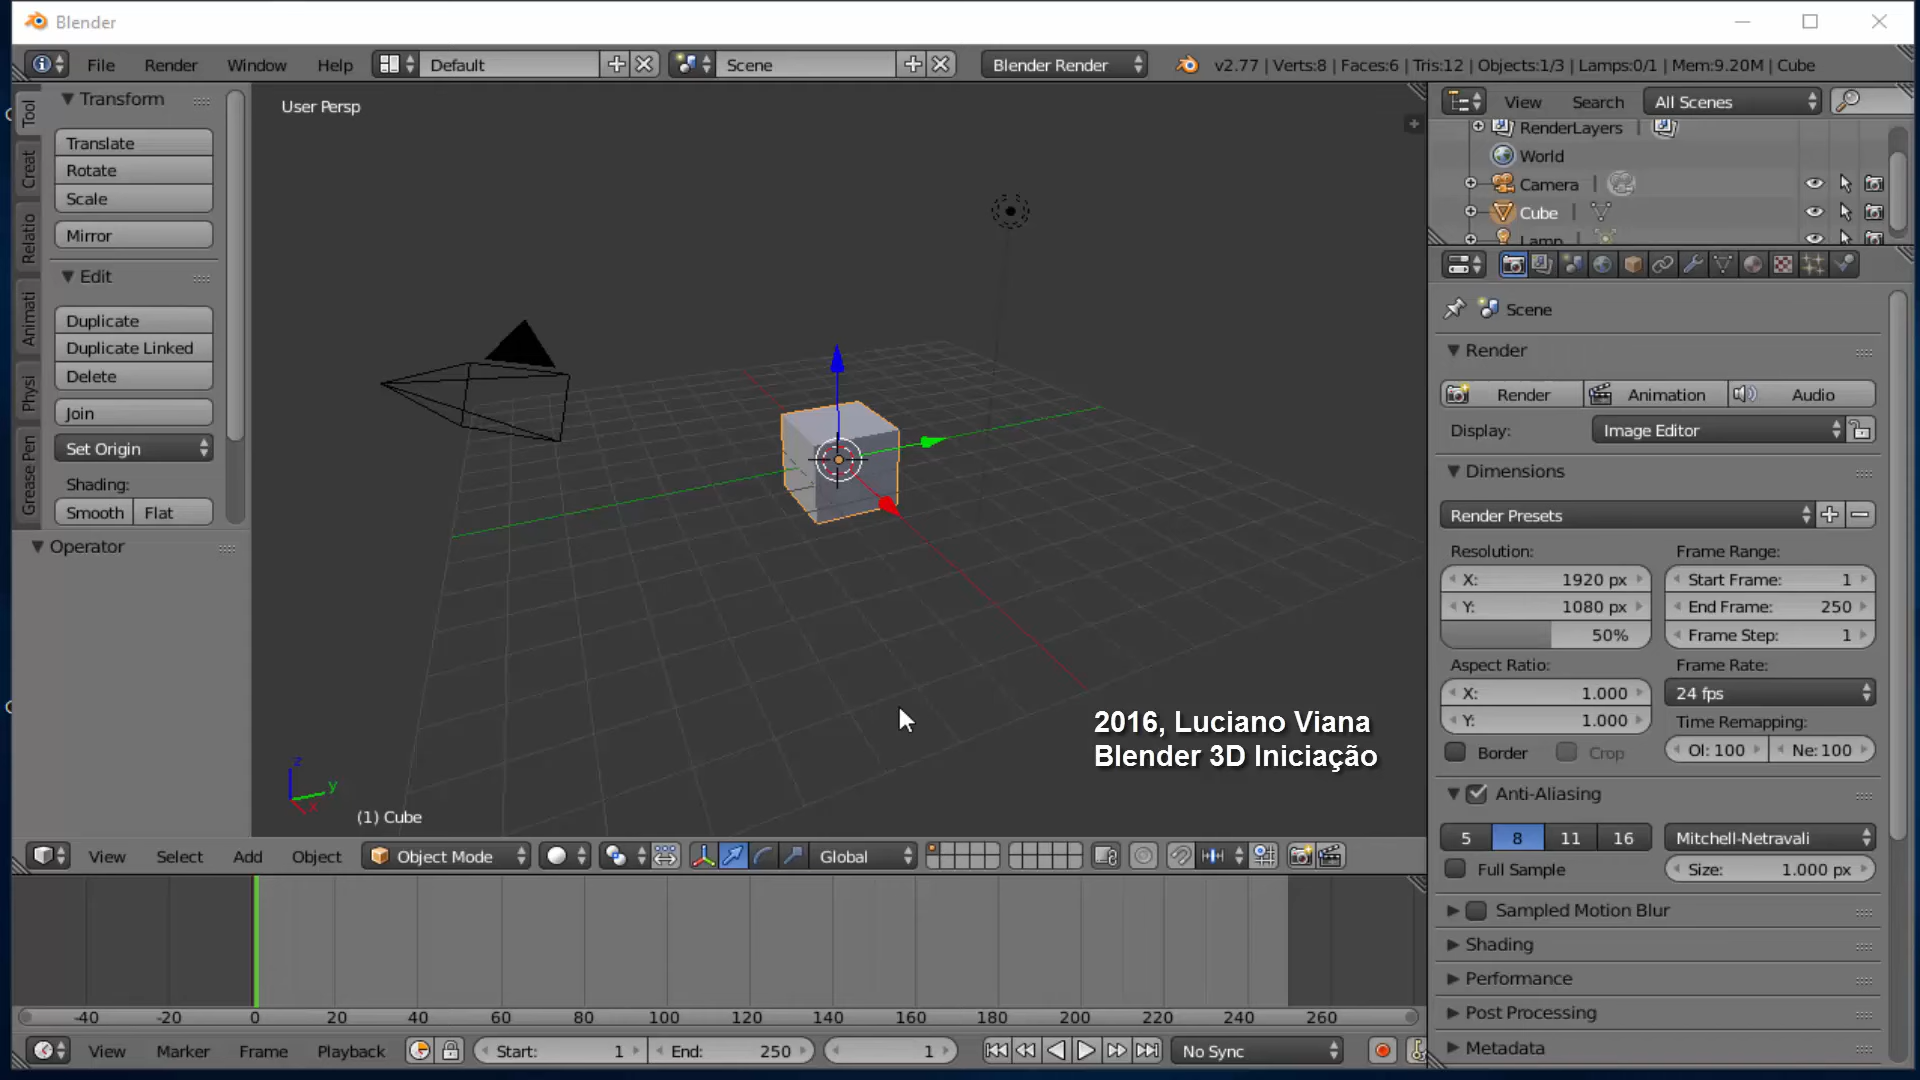 Blender
File Render Window Help Default Scene Blender Render v2.77 | Verts:8 | Faces:6 | Tris:12 | Objects:1/3 | Lamps:0/1 | Mem:9.20M | Cube
Tool
Creat
Relatio
Animati
Physi
Grease Pen
Transform
Translate
Rotate
Scale
Mirror
Edit
Duplicate
Duplicate Linked
Delete
Join
Set Origin
Shading:
Smooth Flat
Operator
User Persp
2016, Luciano Viana
Blender 3D Iniciação
z
y
x
(1) Cube
View Select Add Object Object Mode Global
-40 -20 0 20 40 60 80 100 120 140 160 180 200 220 240 260
View Marker Frame Playback Start: 1 End: 250 1 No Sync
View Search All Scenes
RenderLayers |
World
Camera |
Cube |
Lamp |
Scene
Render
Render Animation Audio
Display: Image Editor
Dimensions
Render Presets
Resolution: Frame Range:
X: 1920 px Start Frame: 1
Y: 1080 px End Frame: 250
50% Frame Step: 1
Aspect Ratio: Frame Rate:
X: 1.000 24 fps
Y: 1.000 Time Remapping:
Border Crop Ol: 100 Ne: 100
Anti-Aliasing
5 8 11 16 Mitchell-Netravali
Full Sample Size: 1.000 px
Sampled Motion Blur
Shading
Performance
Post Processing
Metadata